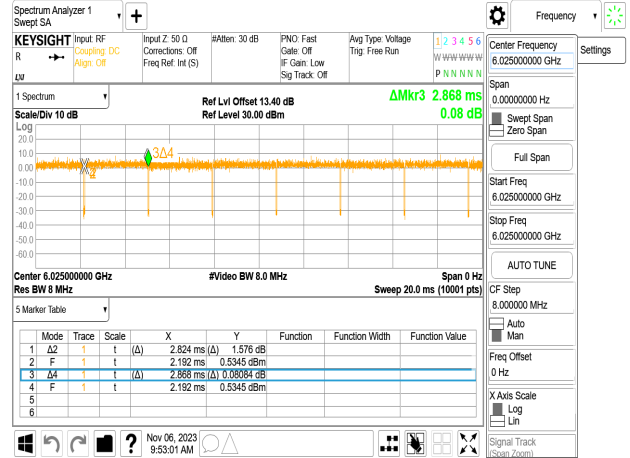 Spectrum Analyzer 1
Swept SA
Frequency
KEYSIGHT
R
Input: RF
Coupling: DC
Align: Off
Input Z: 50 Ω
Corrections: Off
Freq Ref: Int (S)
#Atten: 30 dB
PNO: Fast
Gate: Off
IF Gain: Low
Sig Track: Off
Avg Type: Voltage
Trig: Free Run
1 2 3 4 5 6
W W W W W W
P N N N N N
Settings
Center Frequency
6.025000000 GHz
Span
0.00000000 Hz
Swept Span
Zero Span
Full Span
Start Freq
6.025000000 GHz
Stop Freq
6.025000000 GHz
AUTO TUNE
CF Step
8.000000 MHz
Auto
Man
Freq Offset
0 Hz
X Axis Scale
Log
Lin
Signal Track
(Span Zoom)
1 Spectrum
Scale/Div 10 dB
Ref Lvl Offset 13.40 dB
Ref Level 30.00 dBm
ΔMkr3 2.868 ms
0.08 dB
Log
20.0
10.0
0.00
-10.0
-20.0
-30.0
-40.0
-50.0
-60.0
3Δ4
Center 6.025000000 GHz
Res BW 8 MHz
#Video BW 8.0 MHz
Span 0 Hz
Sweep 20.0 ms (10001 pts)
5 Marker Table
Mode Trace Scale X Y Function Function Width Function Value
1 Δ2 1 t (Δ) 2.824 ms (Δ) 1.576 dB
2 F 1 t 2.192 ms 0.5345 dBm
3 Δ4 1 t (Δ) 2.868 ms (Δ) 0.08084 dB
4 F 1 t 2.192 ms 0.5345 dBm
5
6
?
Nov 06, 2023
9:53:01 AM